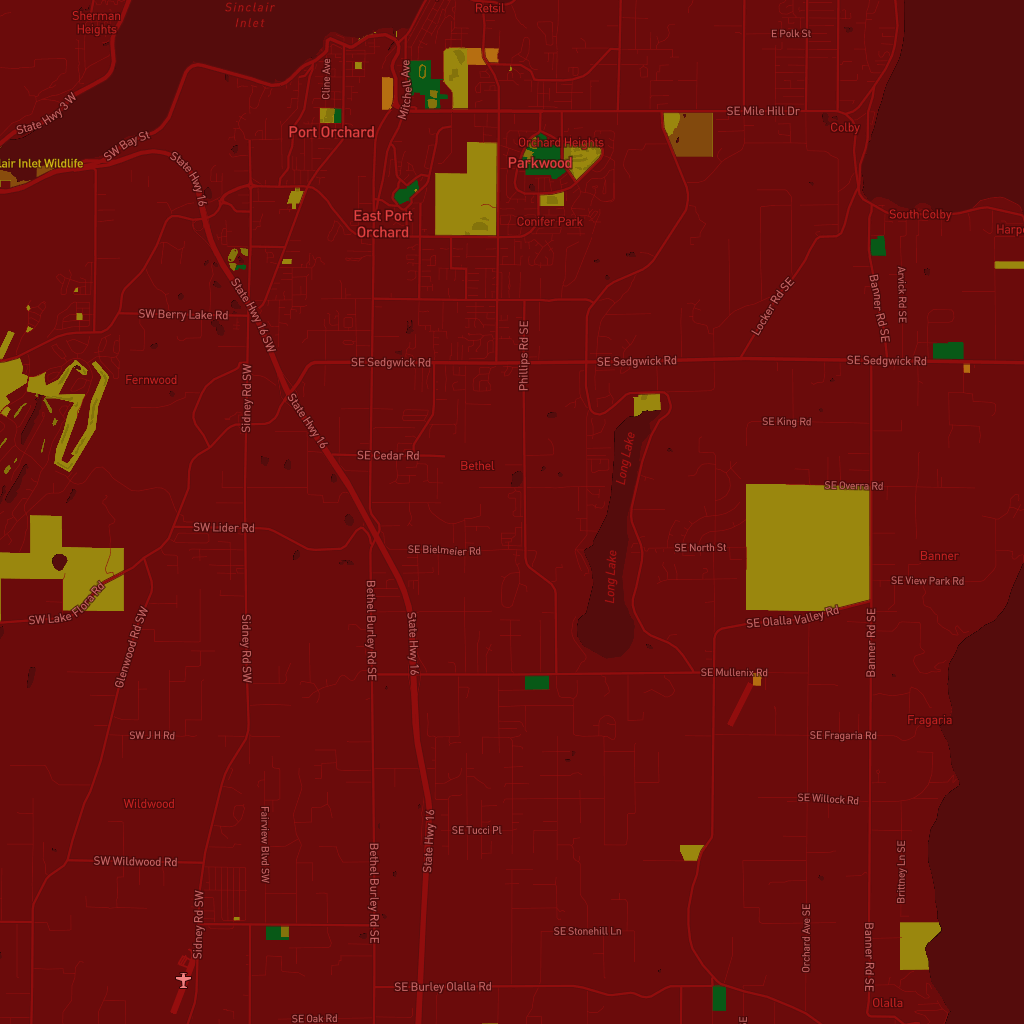 Sinclair
Inlet
Retsil
Sherman
Heights
E Polk St
Cline Ave
Mitchell Ave
State Hwy 3 W
SE Mile Hill Dr
Port Orchard
Colby
SW Bay St
Orchard Heights
lair Inlet Wildlife
Parkwood
State Hwy 16
East Port
Orchard
Conifer Park
South Colby
Harpe
Arvick Rd SE
Banner Rd SE
State Hwy 16 SW
Locker Rd SE
SW Berry Lake Rd
Phillips Rd SE
SE Sedgwick Rd
SE Sedgwick Rd
SE Sedgwick Rd
Fernwood
Sidney Rd SW
State Hwy 16
SE King Rd
Long Lake
SE Cedar Rd
Bethel
SE Overra Rd
SW Lider Rd
SE Bielmeier Rd
SE North St
Banner
Long Lake
SE View Park Rd
SW Lake Flora Rd
Glenwood Rd SW
Sidney Rd SW
Bethel Burley Rd SE
State Hwy 16
SE Olalla Valley Rd
Banner Rd SE
SE Mullenix Rd
Fragaria
SW J H Rd
SE Fragaria Rd
Wildwood
SE Willock Rd
Fairview Blvd SW
State Hwy 16
SE Tucci Pl
SW Wildwood Rd
Bethel Burley Rd SE
Brittney Ln SE
Sidney Rd SW
SE Stonehill Ln
Orchard Ave SE
Banner Rd SE
SE Burley Olalla Rd
Olalla
SE Oak Rd
SE